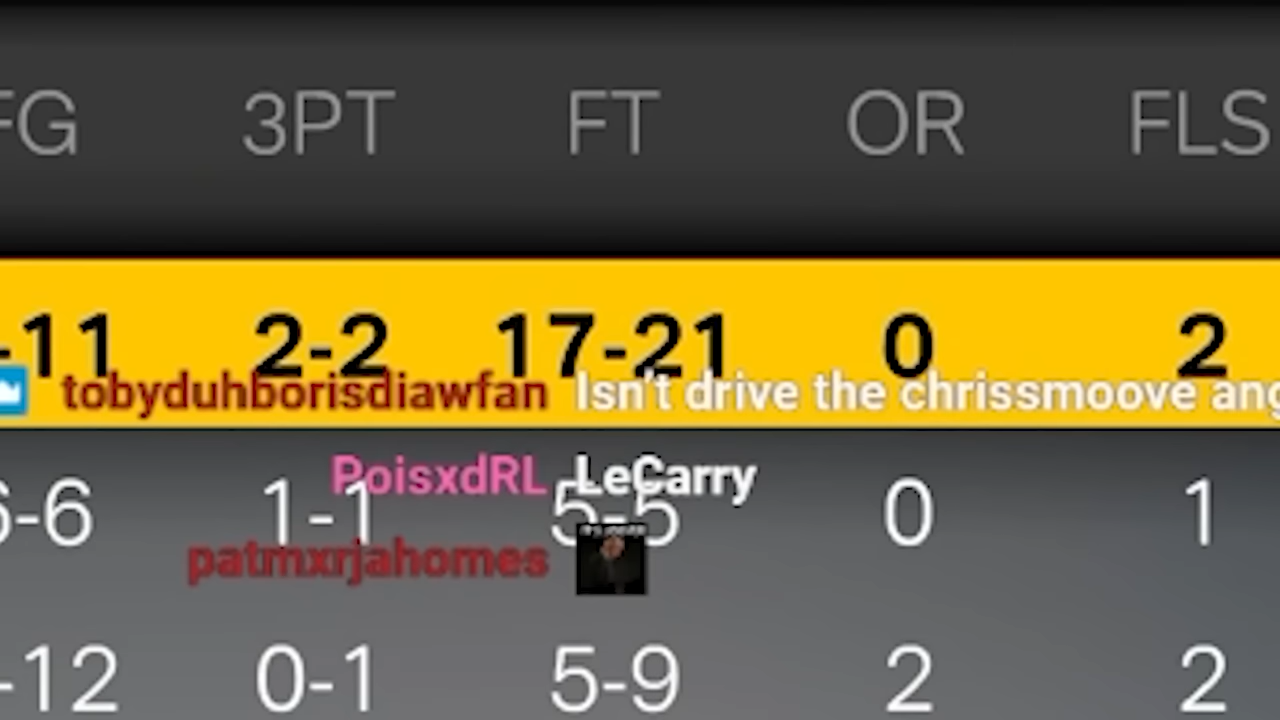 FG 3PT FT OR FLS
-11 2-2 17-21 0 2
tobyduhborisdiawfan Isn't drive the chrissmoove ang
PoisxdRL LeCarry
6-6 1-1 5-5 0 1
patmxrjahomes
-12 0-1 5-9 2 2